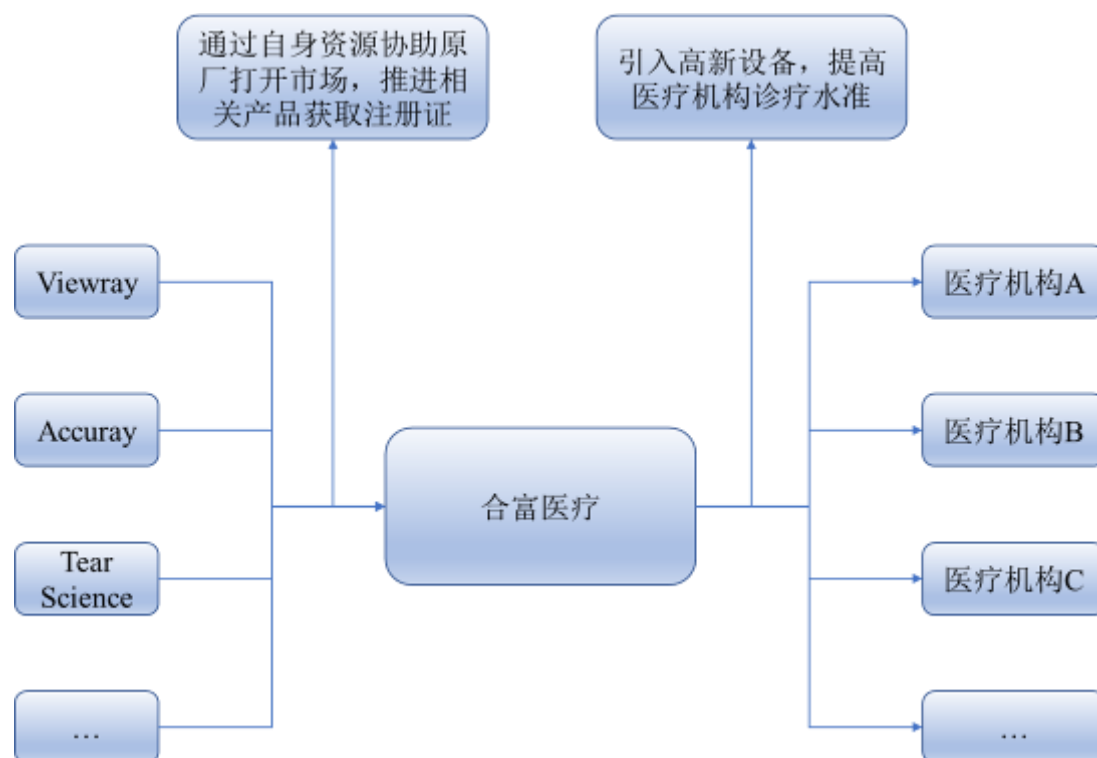 通过自身资源协助原
厂打开市场，推进相
关产品获取注册证
引入高新设备，提高
医疗机构诊疗水准
Viewray
医疗机构A
Accuray
医疗机构B
合富医疗
Tear
Science
医疗机构C
…
…